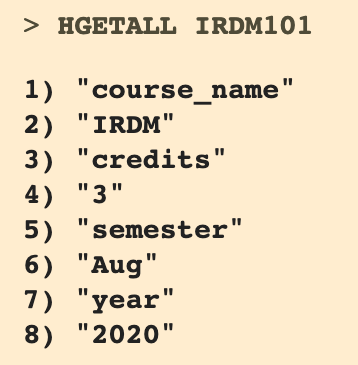 > HGETALL IRDM101
1) "course_name"
2) "IRDM"
3) "credits"
4) "3"
5) "semester"
6) "Aug"
7) "year"
8) "2020"